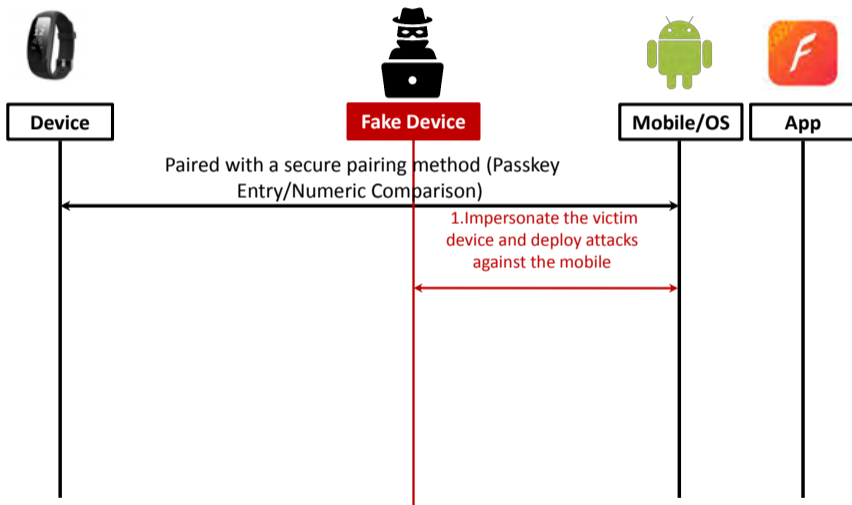 Device
Fake Device
Mobile/OS
App
Paired with a secure pairing method (Passkey
Entry/Numeric Comparison)
1.Impersonate the victim
device and deploy attacks
against the mobile
F